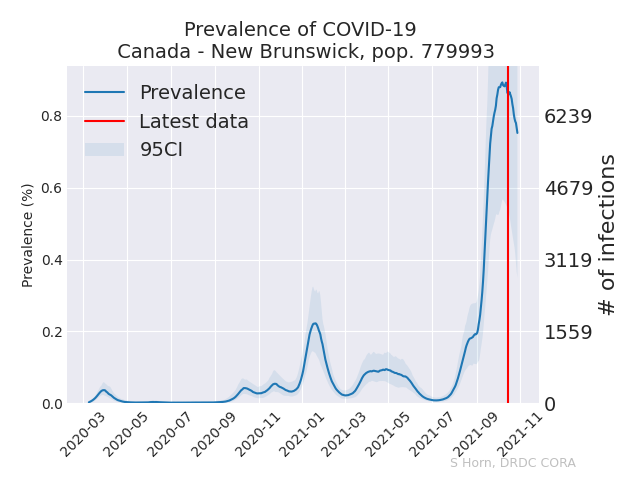 Prevalence of COVID-19
Canada - New Brunswick, pop. 779993
Prevalence
Latest data
95CI
Prevalence (%)
0.8
0.6
0.4
0.2
0.0
6239
4679
3119
1559
0
# of infections
2020-03
2020-05
2020-07
2020-09
2020-11
2021-01
2021-03
2021-05
2021-07
2021-09
2021-11
S Horn, DRDC CORA